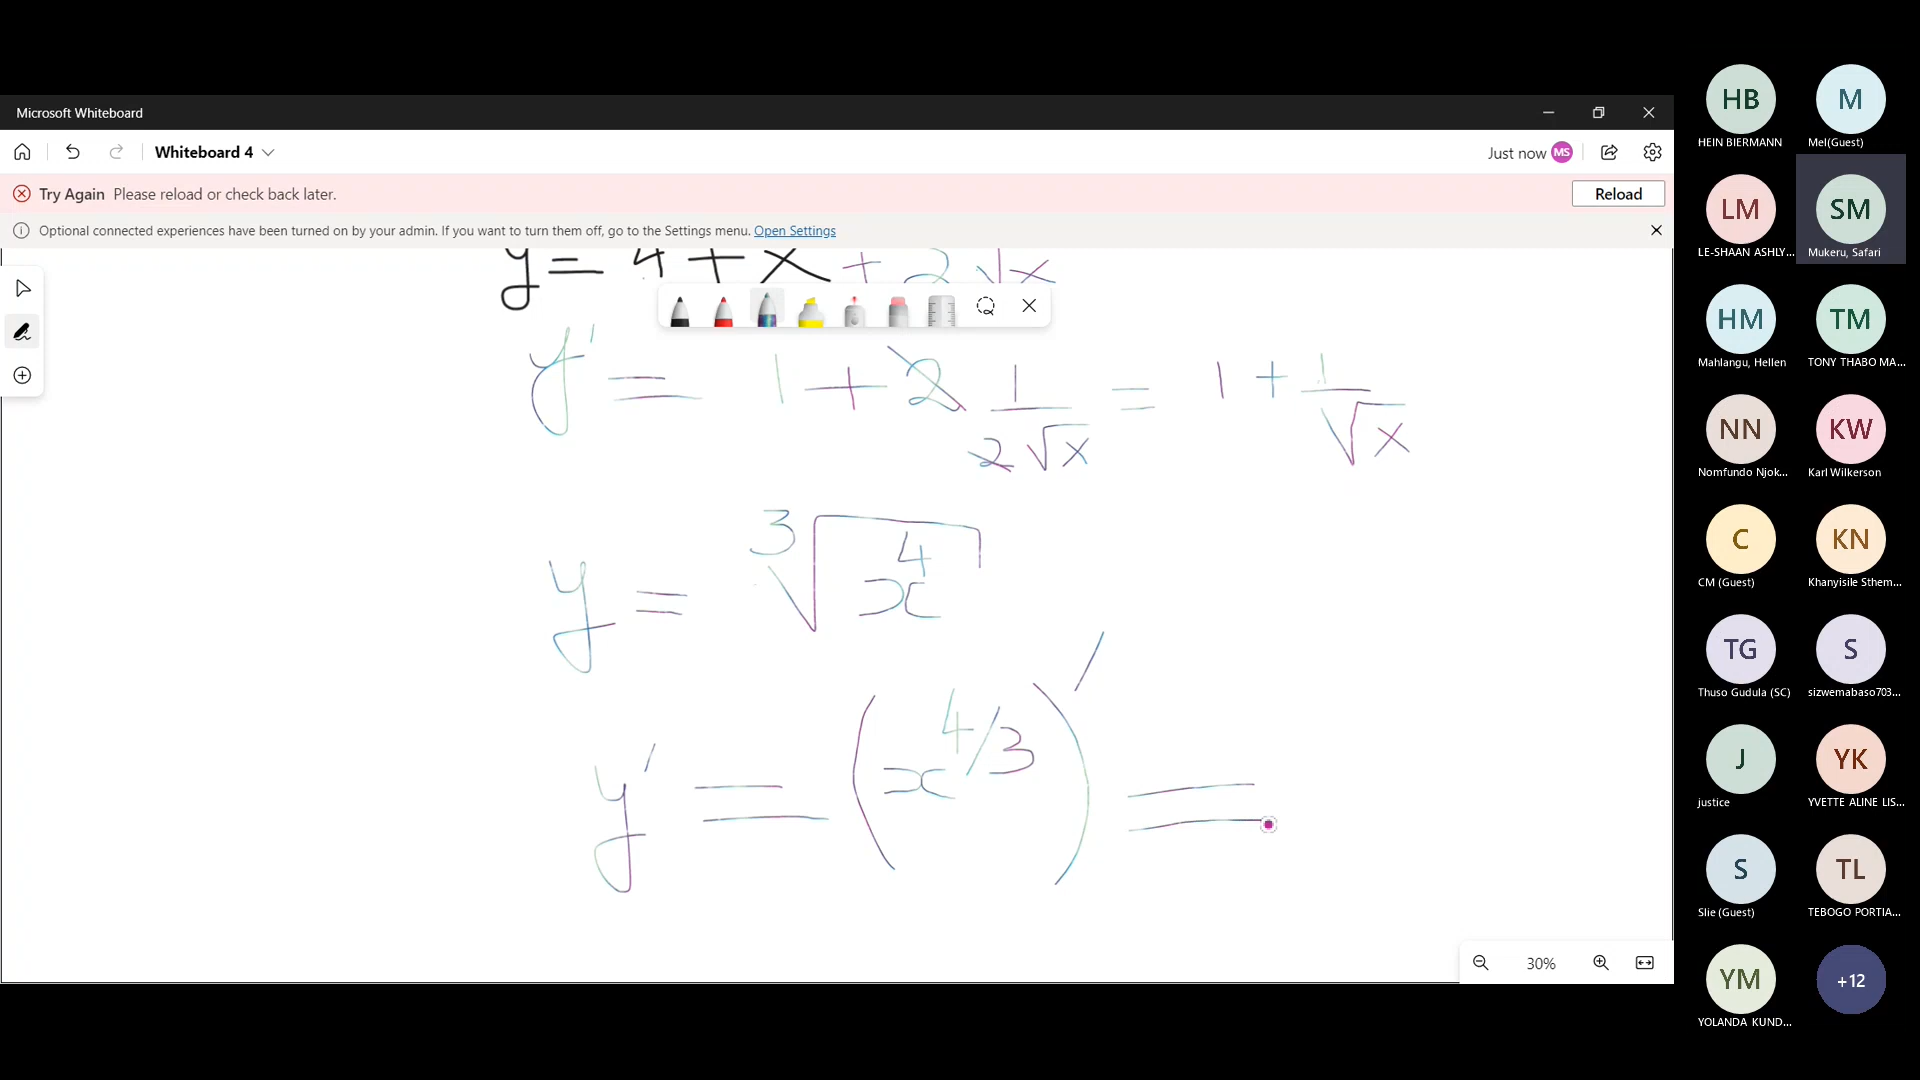 Microsoft Whiteboard
Whiteboard 4
Just now MS
Try Again Please reload or check back later.
Reload
Optional connected experiences have been turned on by your admin. If you want to turn them off, go to the Settings menu. Open Settings
y = 4 + x + 2√x
y' = 1 + 2 1/(2√x) = 1 + 1/√x
y = ³√(x⁴)
y' = (x^4/3)' =
30%
HB
HEIN BIERMANN
M
Mel(Guest)
LM
LE-SHAAN ASHLY...
SM
Mukeru, Safari
HM
Mahlangu, Hellen
TM
TONY THABO MA...
NN
Nomfundo Njok...
KW
Karl Wilkerson
C
CM (Guest)
KN
Khanyisile Sthem...
TG
Thuso Gudula (SC)
S
sizwemabaso703...
J
justice
YK
YVETTE ALINE LIS...
S
Slie (Guest)
TL
TEBOGO PORTIA...
YM
YOLANDA KUND...
+12